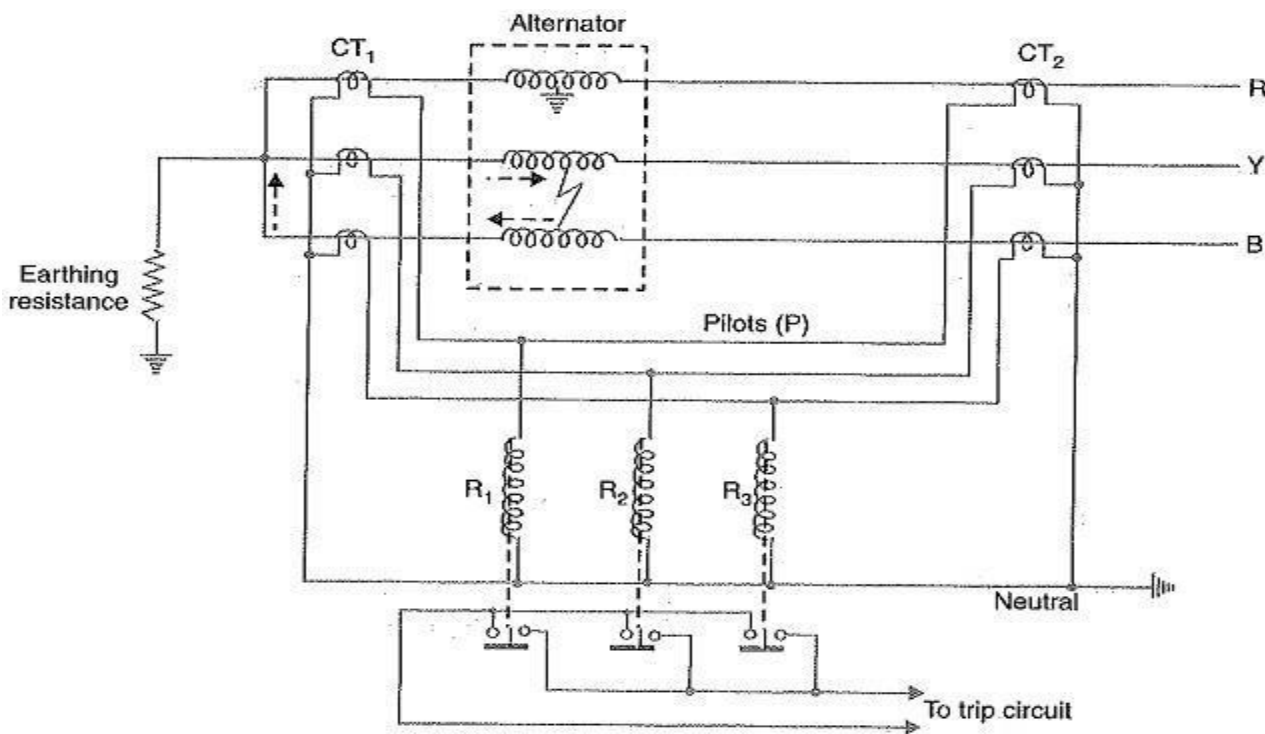 Alternator
CT1
CT2
R
Y
B
Earthing
resistance
Pilots (P)
R1
R2
R3
Neutral
To trip circuit